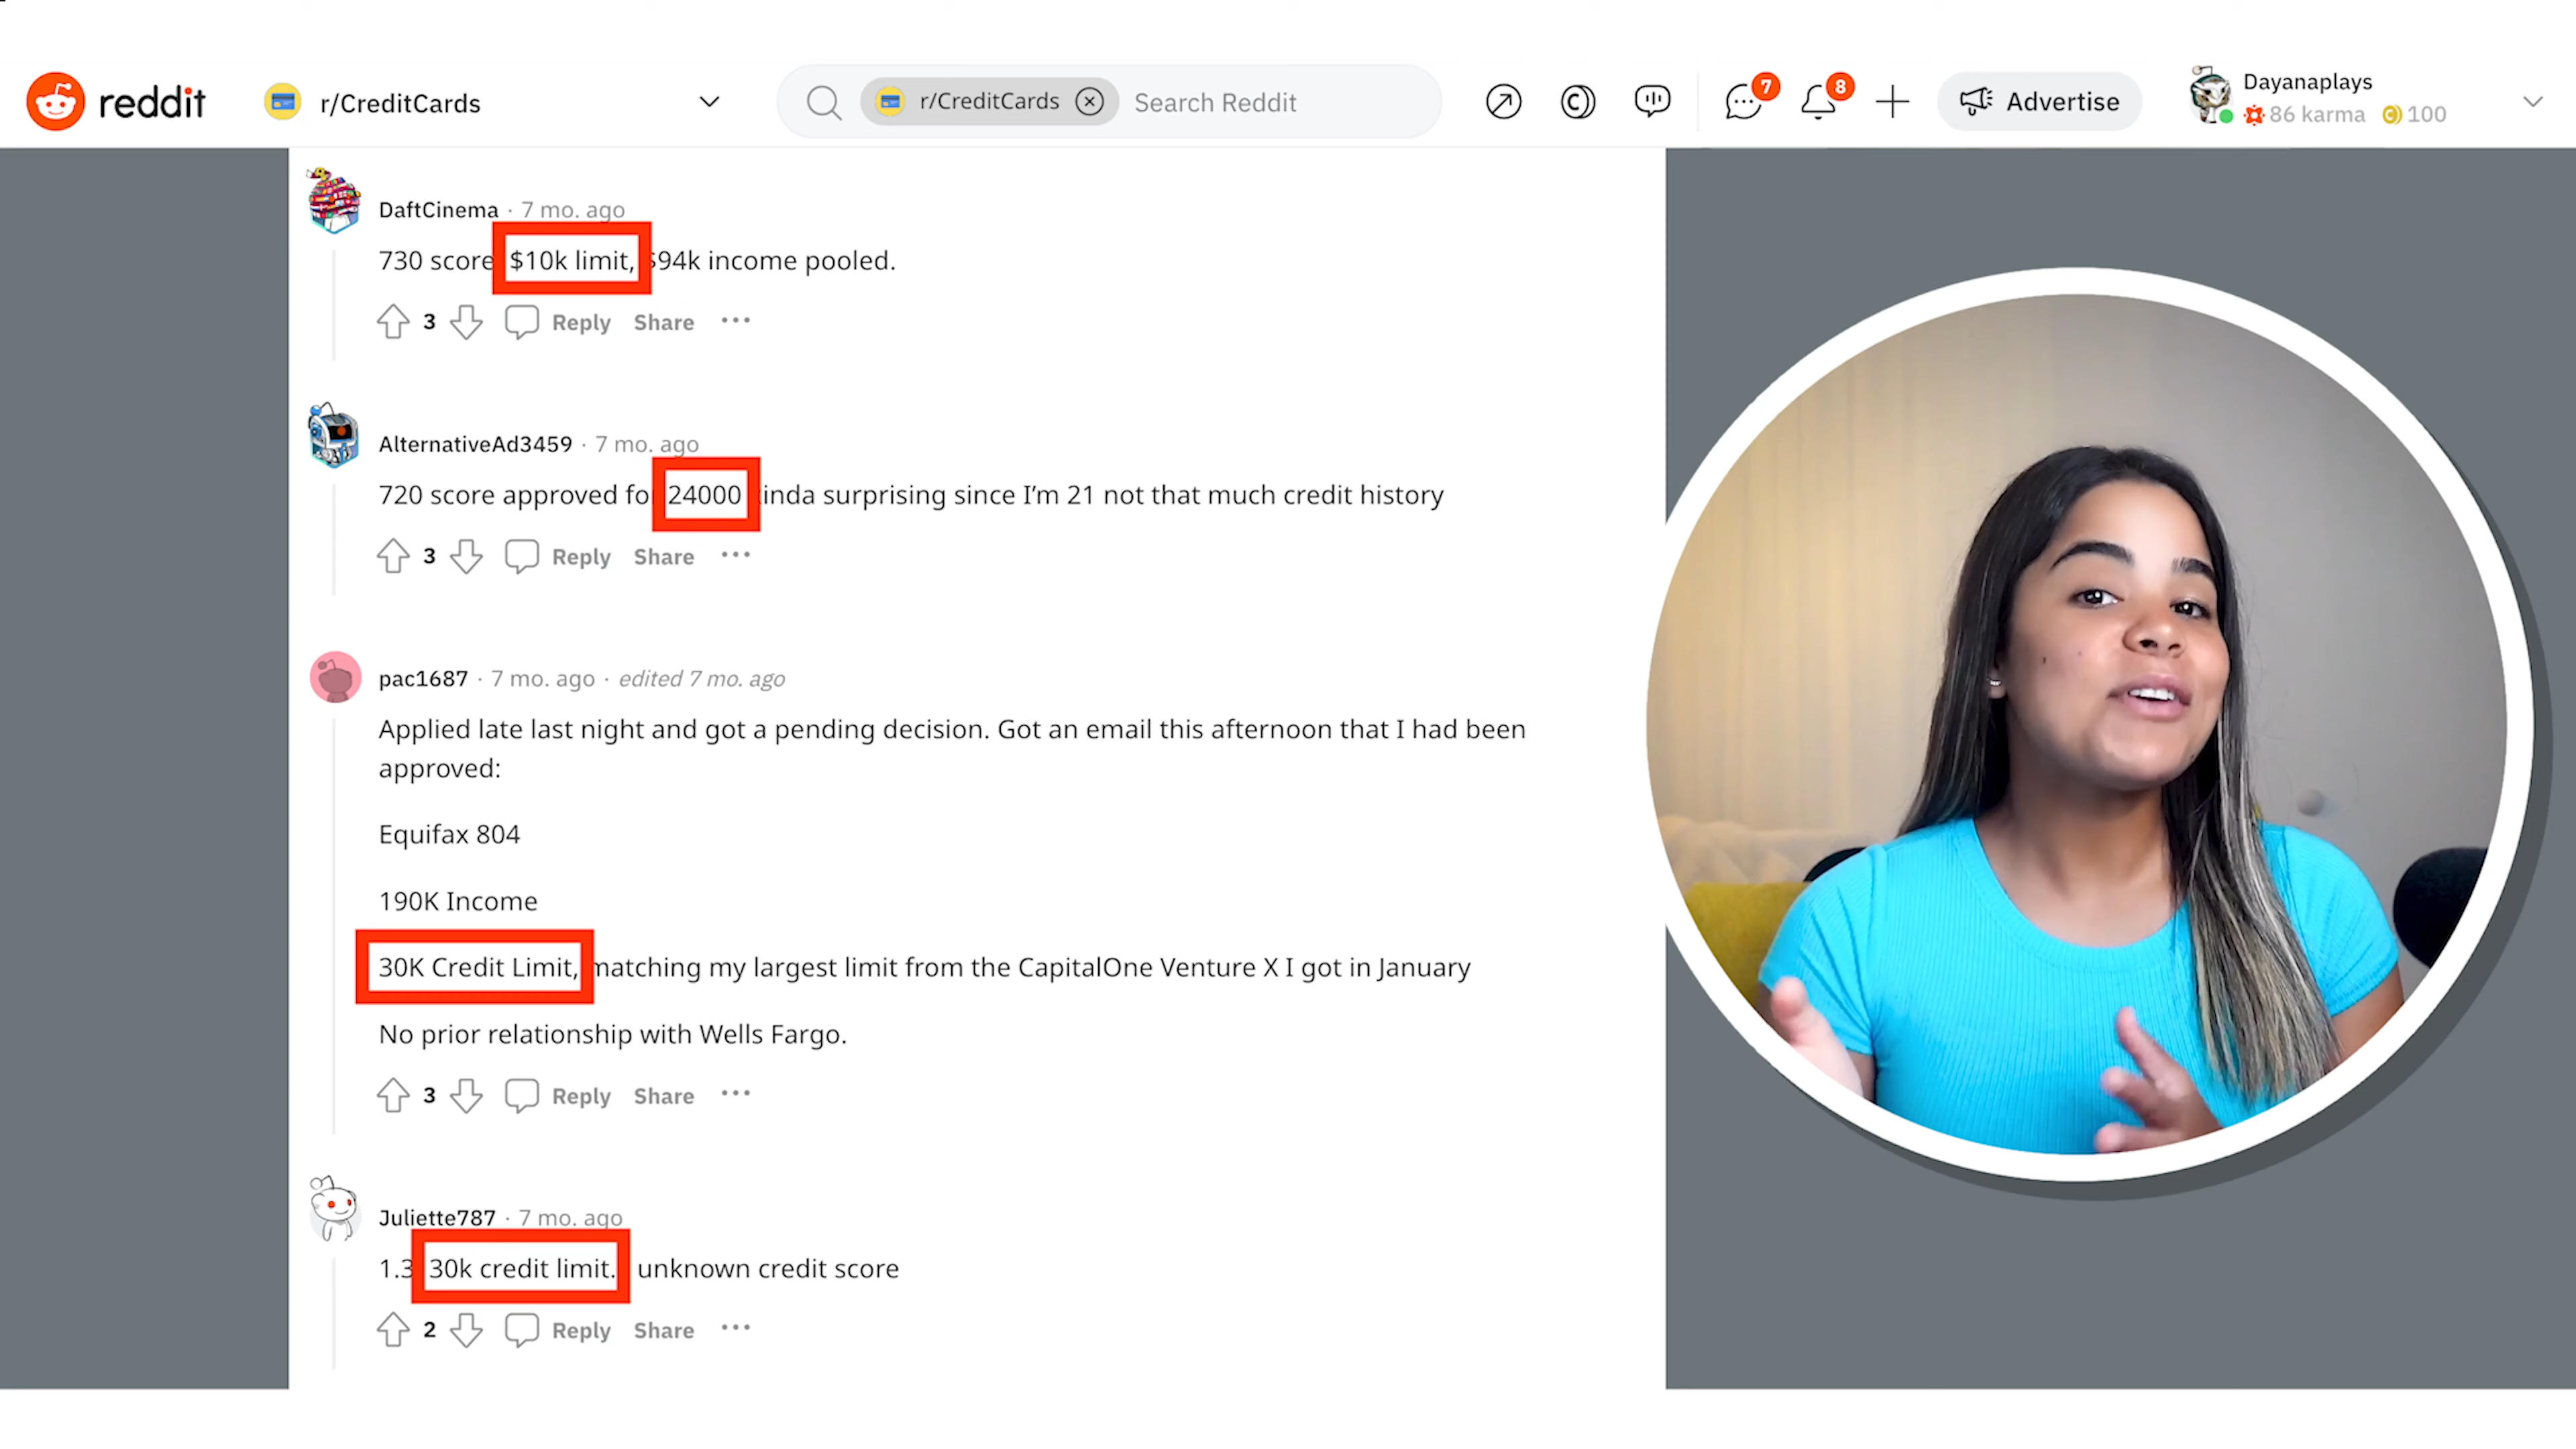 reddit
r/CreditCards
r/CreditCards
Search Reddit
7
8
Advertise
Dayanaplays
86 karma
100
DaftCinema · 7 mo. ago
730 score $10k limit, $94k income pooled.
3 Reply Share
AlternativeAd3459 · 7 mo. ago
720 score approved fo 24000 inda surprising since I'm 21 not that much credit history
3 Reply Share
pac1687 · 7 mo. ago · edited 7 mo. ago
Applied late last night and got a pending decision. Got an email this afternoon that I had been
approved:
Equifax 804
190K Income
30K Credit Limit, matching my largest limit from the CapitalOne Venture X I got in January
No prior relationship with Wells Fargo.
3 Reply Share
Juliette787 · 7 mo. ago
1.3 30k credit limit. unknown credit score
2 Reply Share